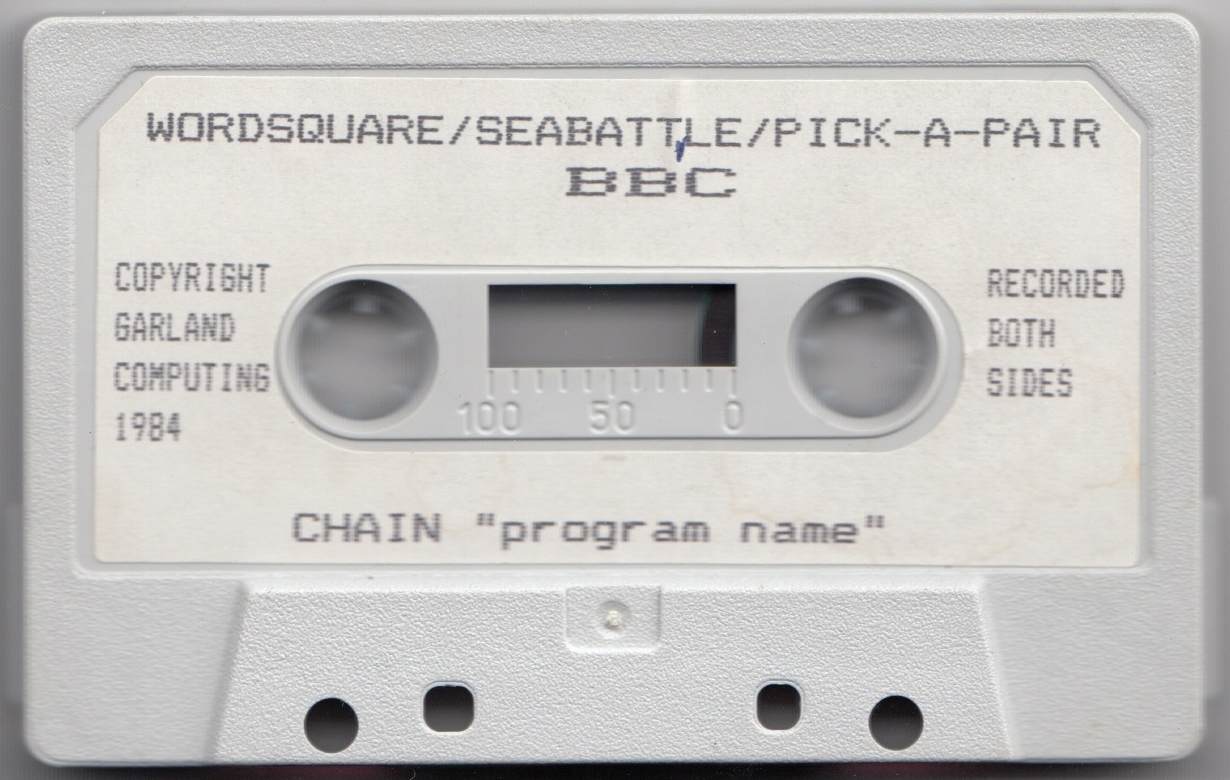 WORDSQUARE/SEABATTLE/PICK-A-PAIR
BBC
COPYRIGHT
GARLAND
COMPUTING
1984
RECORDED
BOTH
SIDES
100 50 0
CHAIN "program name"